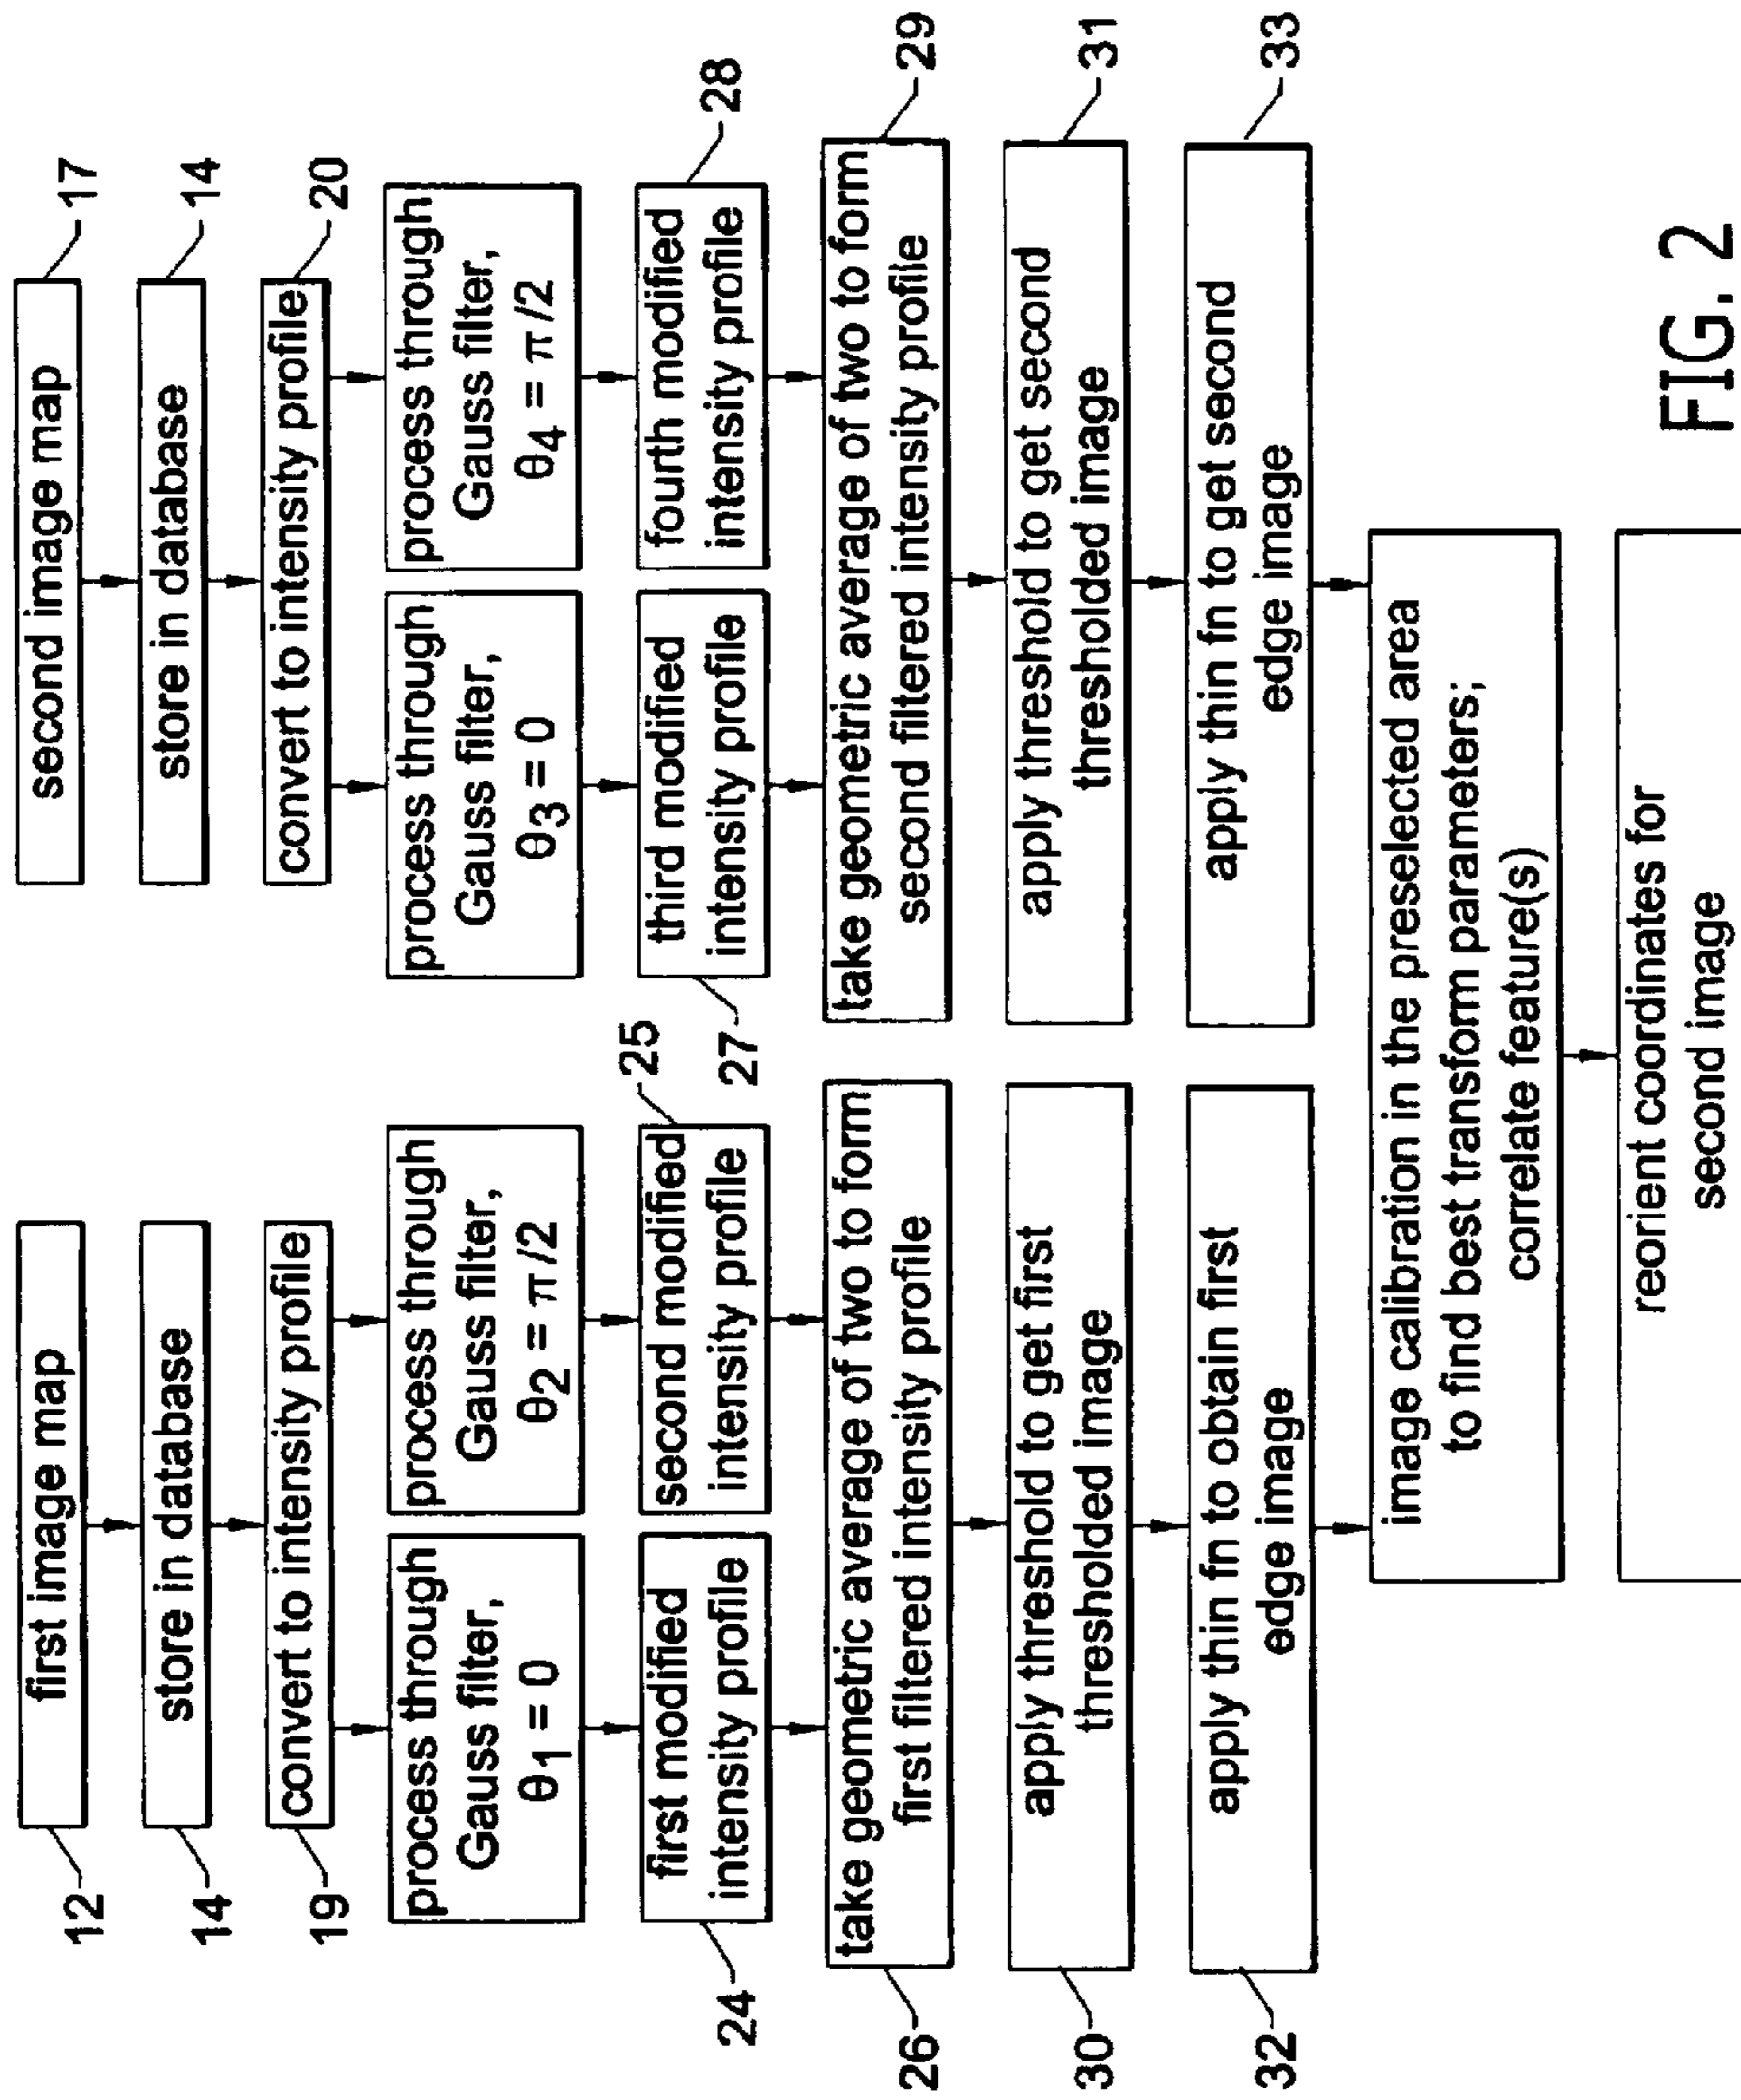 12
first image map
14
store in database
19
convert to intensity profile
process through
Gauss filter,
θ1 = 0
process through
Gauss filter,
θ2 = π/2
24
first modified
intensity profile
25
second modified
intensity profile
26
take geometric average of two to form
first filtered intensity profile
30
apply threshold to get first
thresholded image
32
apply thin fn to obtain first
edge image
second image map
17
store in database
14
convert to intensity profile
20
process through
Gauss filter,
θ3 = 0
process through
Gauss filter,
θ4 = π/2
27
third modified
intensity profile
fourth modified
intensity profile
28
take geometric average of two to form
second filtered intensity profile
29
apply threshold to get second
thresholded image
31
apply thin fn to get second
edge image
33
image calibration in the preselected area
to find best transform parameters;
correlate feature(s)
reorient coordinates for
second image
FIG. 2